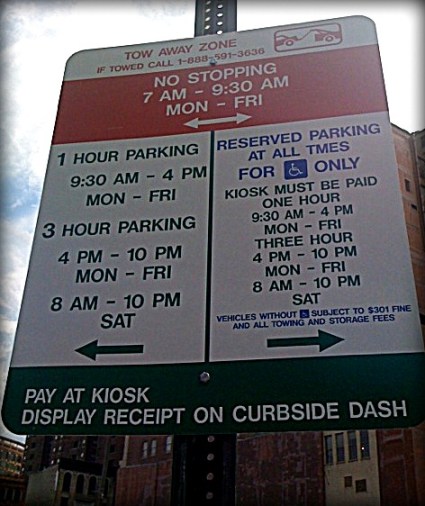 TOW AWAY ZONE
IF TOWED CALL 1-888-591-3636
NO STOPPING
7 AM - 9:30 AM
MON - FRI
1 HOUR PARKING
9:30 AM - 4 PM
MON - FRI
3 HOUR PARKING
4 PM - 10 PM
MON - FRI
8 AM - 10 PM
SAT
RESERVED PARKING
AT ALL TMES
FOR ONLY
KIOSK MUST BE PAID
ONE HOUR
9:30 AM - 4 PM
MON - FRI
THREE HOUR
4 PM - 10 PM
MON - FRI
8 AM - 10 PM
SAT
VEHICLES WITHOUT SUBJECT TO $301 FINE
AND ALL TOWING AND STORAGE FEES
PAY AT KIOSK
DISPLAY RECEIPT ON CURBSIDE DASH